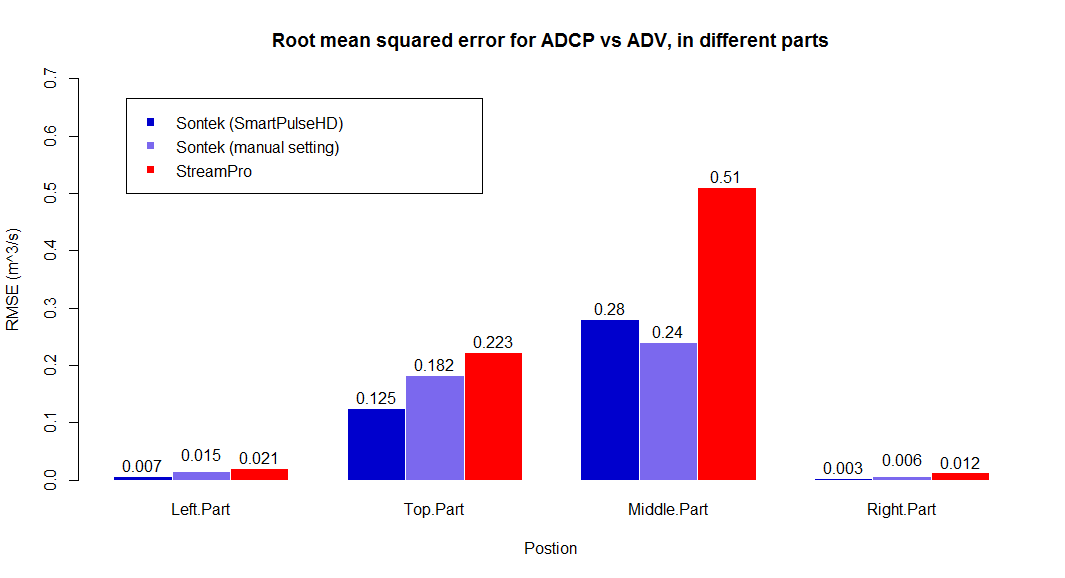 Root mean squared error for ADCP vs ADV, in different parts
RMSE (m^3/s)
0.7
0.6
0.5
0.4
0.3
0.2
0.1
0.0
Sontek (SmartPulseHD)
Sontek (manual setting)
StreamPro
0.007
0.015
0.021
0.125
0.182
0.223
0.28
0.24
0.51
0.003
0.006
0.012
Left.Part
Top.Part
Middle.Part
Right.Part
Postion